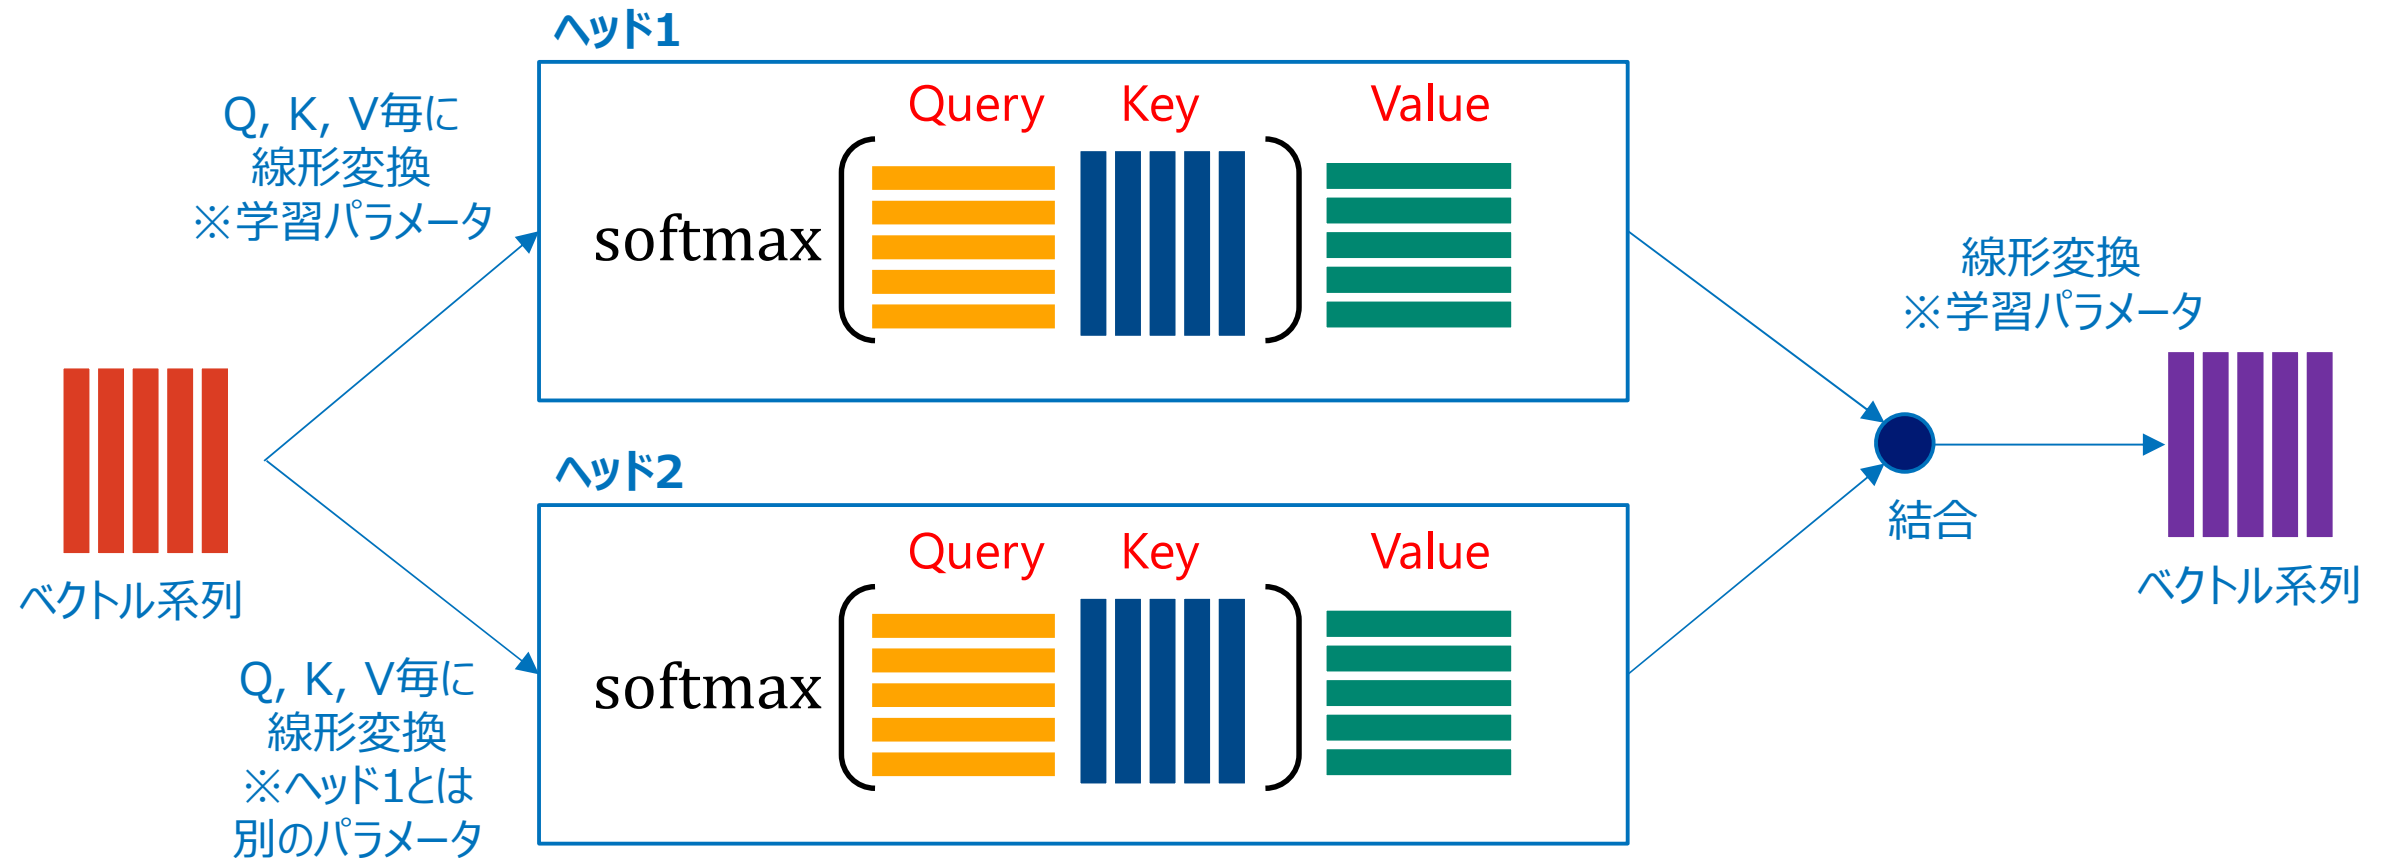 ヘッド1
Q, K, V毎に
線形変換
※学習パラメータ
Query Key Value
softmax
線形変換
※学習パラメータ
ベクトル系列
結合
ベクトル系列
ヘッド2
Q, K, V毎に
線形変換
※ヘッド1とは
別のパラメータ
Query Key Value
softmax